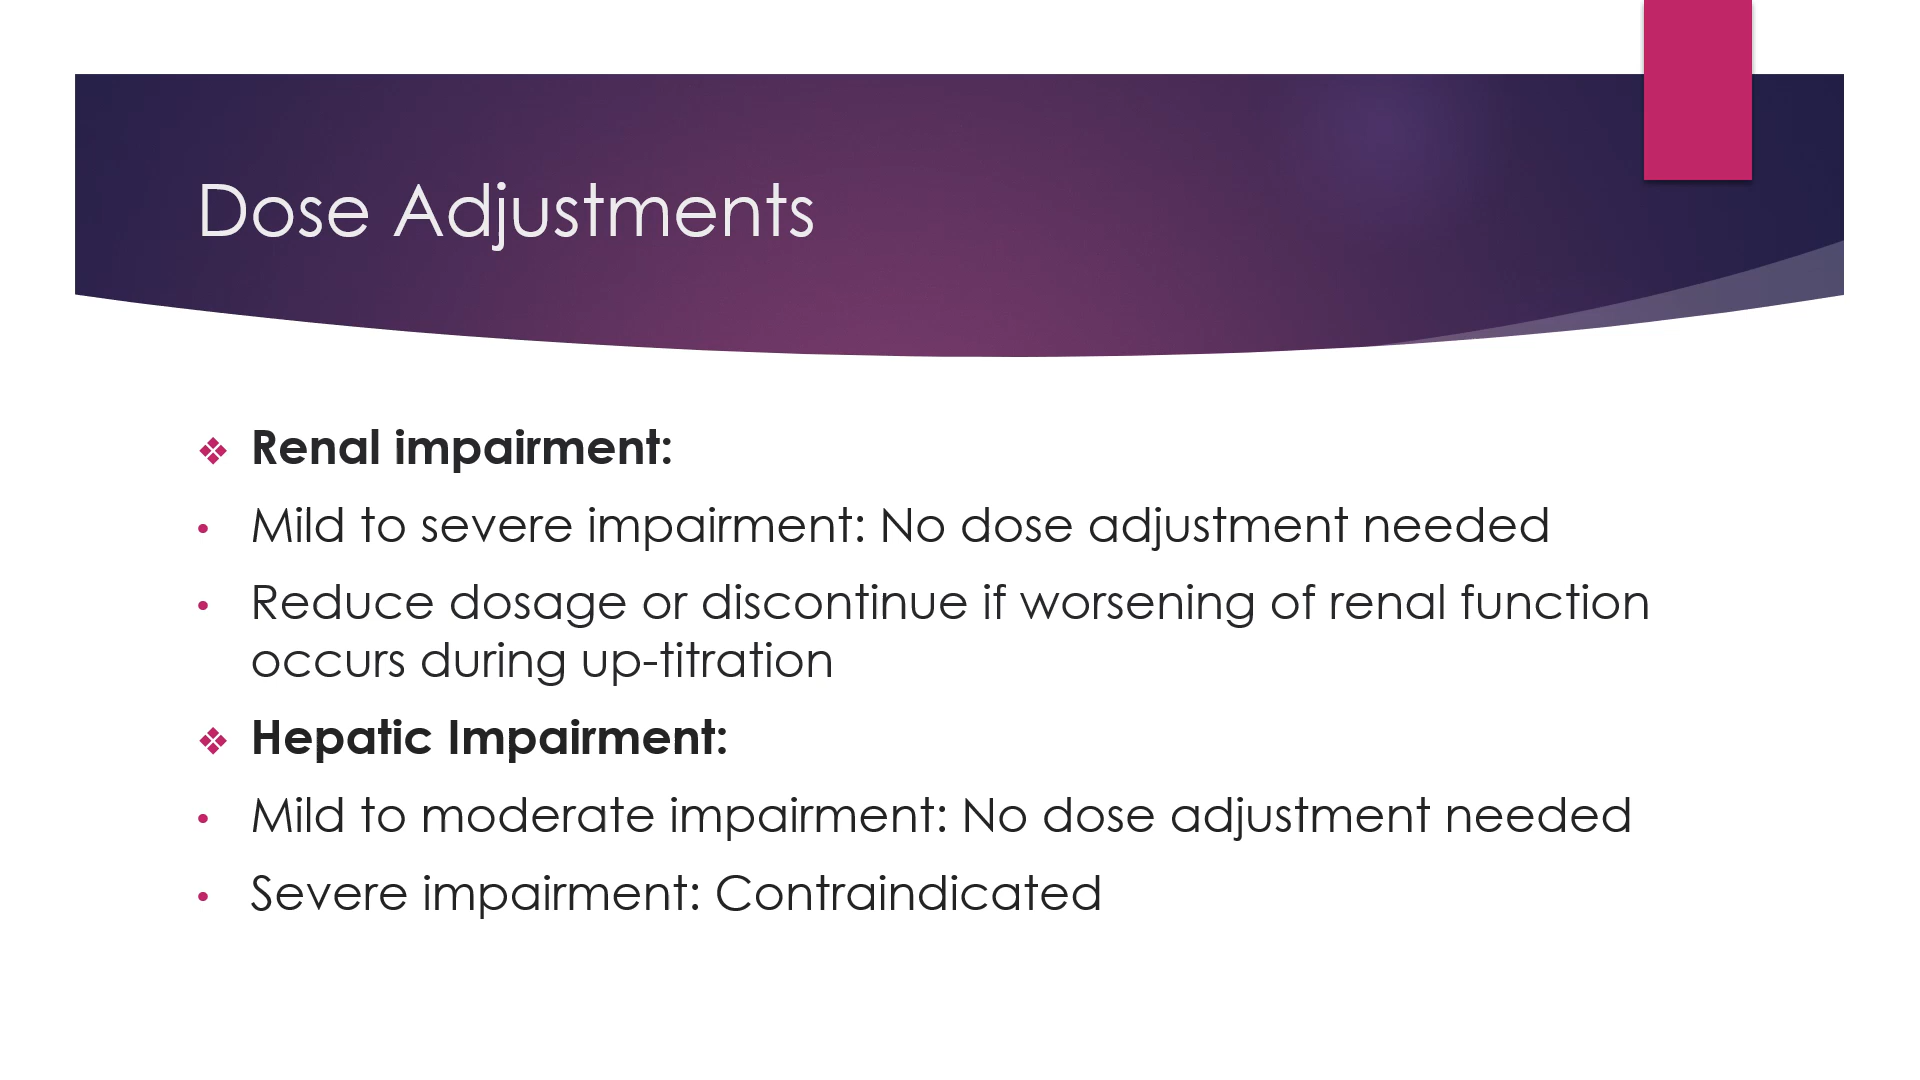 Dose Adjustments
❖ Renal impairment:
• Mild to severe impairment: No dose adjustment needed
• Reduce dosage or discontinue if worsening of renal function
occurs during up-titration
❖ Hepatic Impairment:
• Mild to moderate impairment: No dose adjustment needed
• Severe impairment: Contraindicated